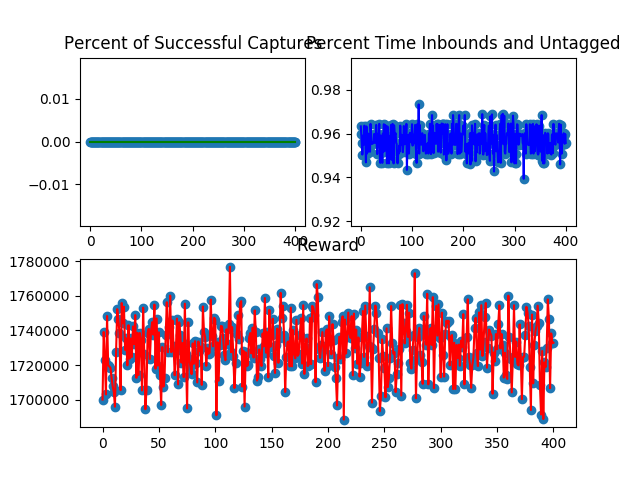 Percent of Successful Captures
Percent Time Inbounds and Untagged
0.01
0.00
−0.01
0 100 200 300 400
0.98
0.96
0.94
0.92
0 100 200 300 400
Reward
1780000
1760000
1740000
1720000
1700000
0 50 100 150 200 250 300 350 400